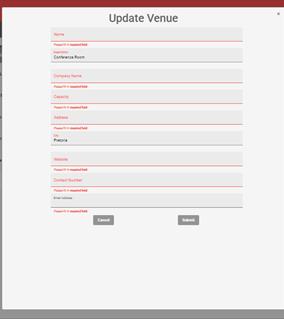 Update Venue
×
Name
Please fill in required field
Conference Room
Please fill in required field
Company Name
Please fill in required field
Capacity
Please fill in required field
Address
Please fill in required field
City
Pretoria
Website
Please fill in required field
Contact Number
Please fill in required field
Email Address
Please fill in required field
Cancel
Submit